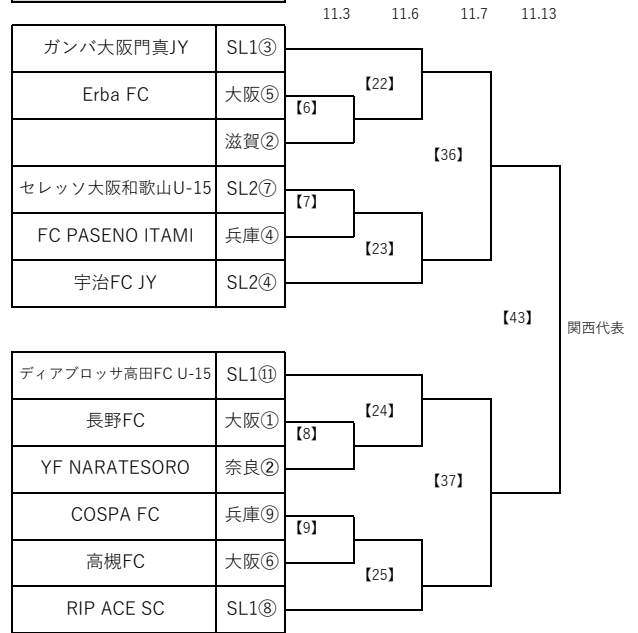 11.3 11.6 11.7 11.13
ガンバ大阪門真JY SL1③
Erba FC 大阪⑤
滋賀②
セレッソ大阪和歌山U-15 SL2⑦
FC PASENO ITAMI 兵庫④
宇治FC JY SL2④
【6】
【22】
【7】
【23】
【36】
【43】
関西代表
ディアブロッサ高田FC U-15 SL1⑪
長野FC 大阪①
YF NARATESORO 奈良②
COSPA FC 兵庫⑨
高槻FC 大阪⑥
RIP ACE SC SL1⑧
【8】
【24】
【9】
【25】
【37】